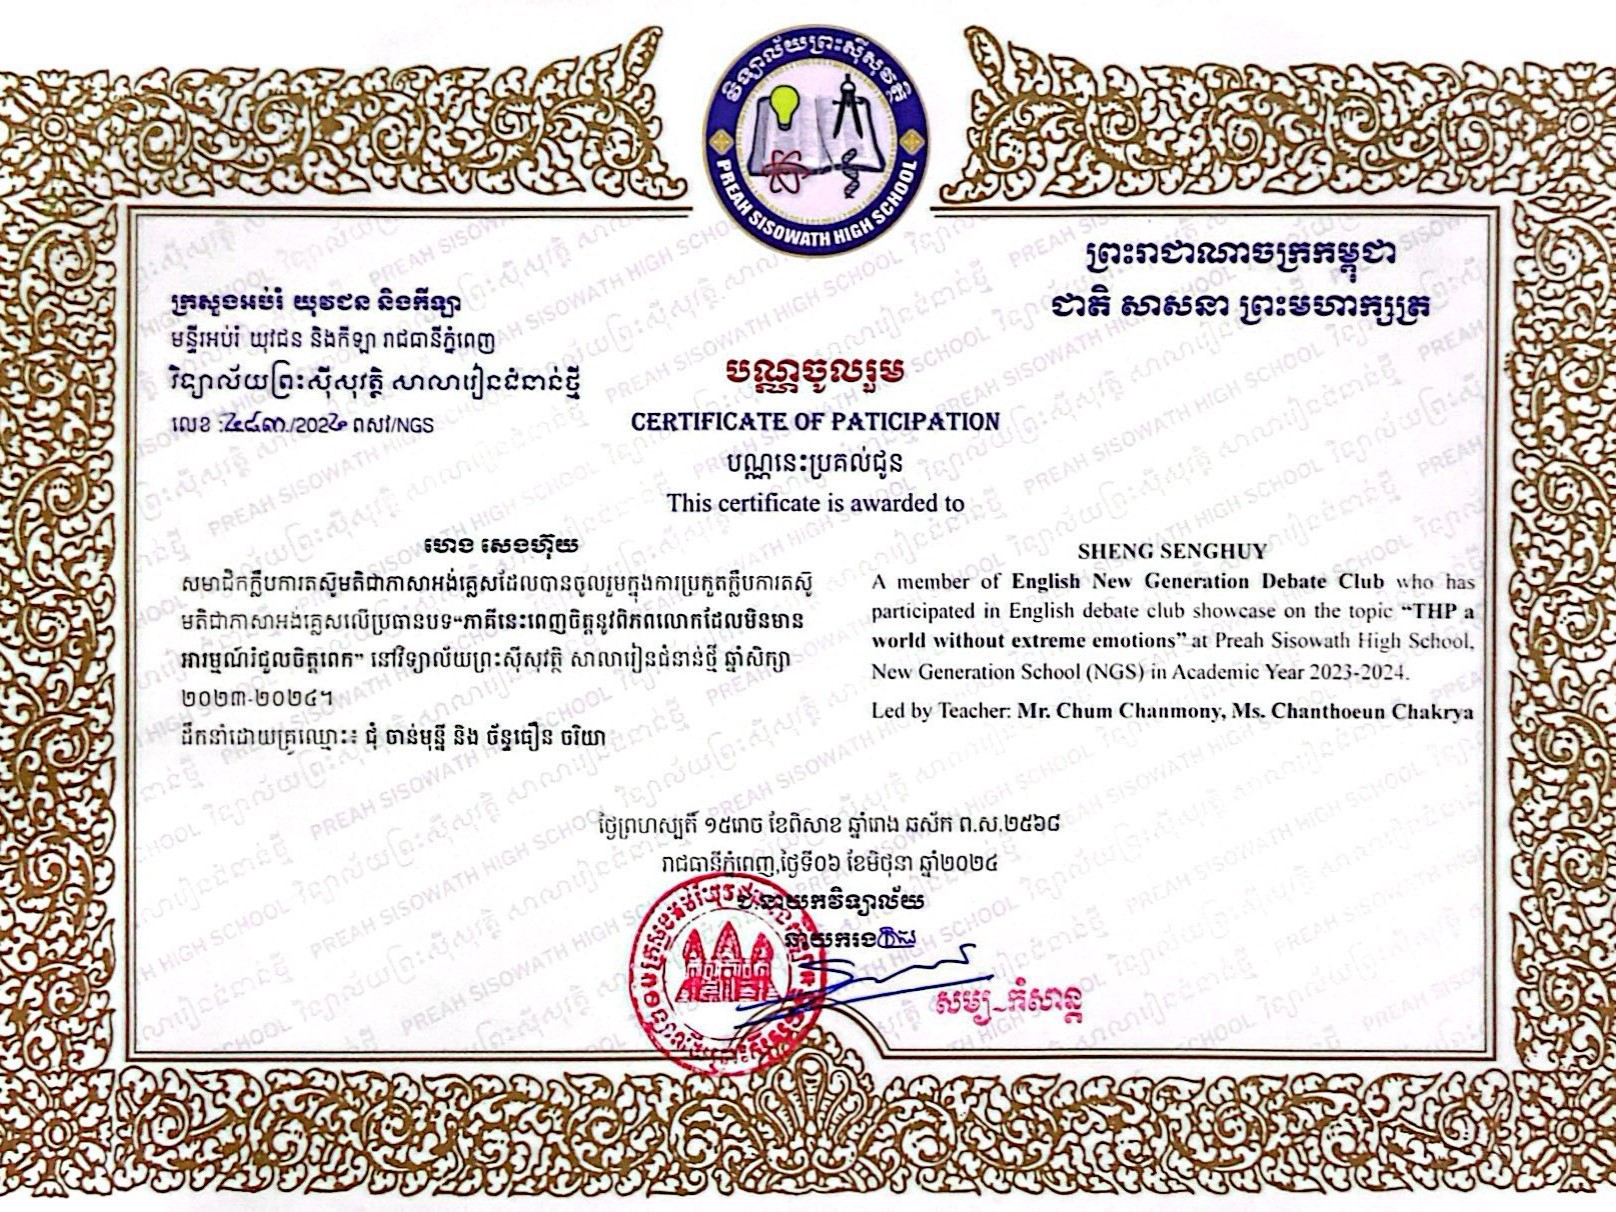 វិទ្យាល័យព្រះស៊ីសុវត្ថិ
PREAH SISOWATH HIGH SCHOOL
ព្រះរាជាណាចក្រកម្ពុជា
ជាតិ សាសនា ព្រះមហាក្សត្រ
ក្រសួងអប់រំ យុវជន និងកីឡា
មន្ទីរអប់រំ យុវជន និងកីឡា រាជធានីភ្នំពេញ
វិទ្យាល័យព្រះស៊ីសុវត្ថិ សាលារៀនជំនាន់ថ្មី
លេខ :៤៤៨៣./202៤ ពសវ/NGS
បណ្ណចូលរួម
CERTIFICATE OF PATICIPATION
បណ្ណនេះប្រគល់ជូន
This certificate is awarded to
ហេង សេងហ៊ុយ
សមាជិកក្លឹបការតស៊ូមតិជាភាសាអង់គ្លេសដែលបានចូលរួមក្នុងការប្រកួតក្លឹបការតស៊ូ
មតិជាភាសាអង់គ្លេសលើប្រធានបទ“ភាគីនេះពេញចិត្តនូវពិភពលោកដែលមិនមាន
អារម្មណ៍រំជួលចិត្តពេក” នៅវិទ្យាល័យព្រះស៊ីសុវត្ថិ សាលារៀនជំនាន់ថ្មី ឆ្នាំសិក្សា
២០២៣-២០២៤។
ដឹកនាំដោយគ្រូឈ្មោះ៖ ជុំ ចាន់មុន្នី និង ច័ន្ទធឿន ចរិយា
SHENG SENGHUY
A member of English New Generation Debate Club who has
participated in English debate club showcase on the topic “THP a
world without extreme emotions” at Preah Sisowath High School,
New Generation School (NGS) in Academic Year 2023-2024.
Led by Teacher: Mr. Chum Chanmony, Ms. Chanthoeun Chakrya
ថ្ងៃព្រហស្បតិ៍ ១៥រោច ខែពិសាខ ឆ្នាំរោង ឆស័ក ព.ស.២៥៦៨
រាជធានីភ្នំពេញ,ថ្ងៃទី០៦ ខែមិថុនា ឆ្នាំ២០២៤
ជ.នាយកវិទ្យាល័យ
នាយករង
សម្បូ កំសាន្ត